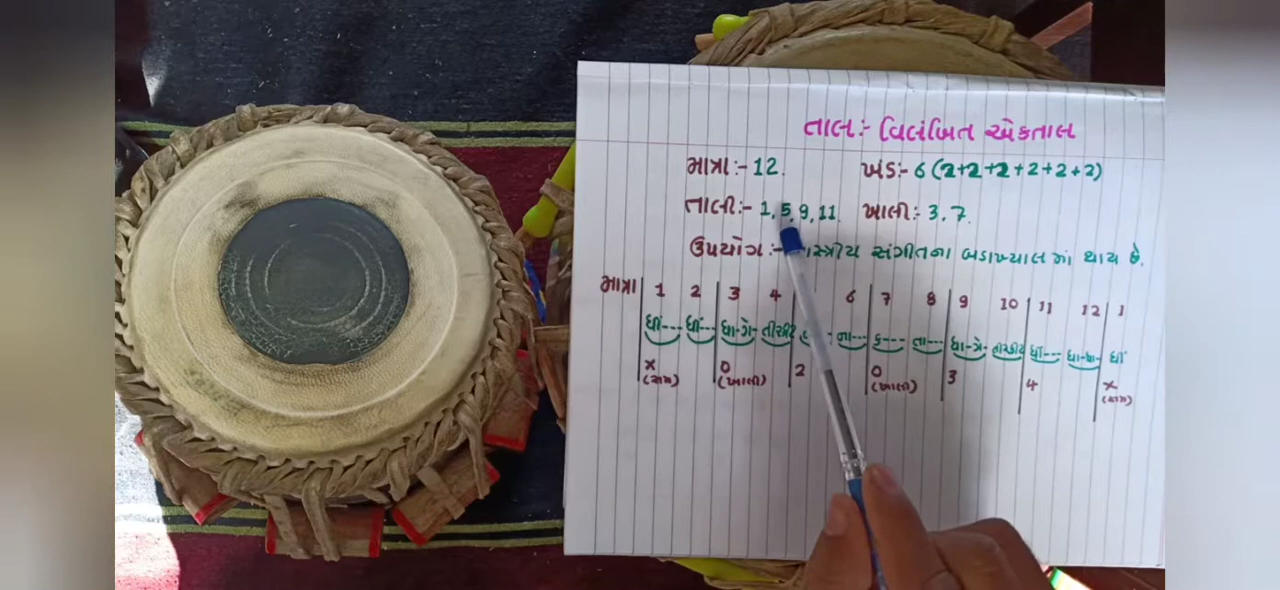 તાલ:- વિલંબિત એકતાલ
માત્રા:- 12. ખંડ:- 6 (2+2+2+2+2+2)
તાલી:- 1, 5, 9, 11. ખાલી:- 3, 7.
ઉપયોગ:- સ્ત્રીય સંગીતના બડાખ્યાલ માં થાય છે.
માત્રા 1 2 3 4 6 7 8 9 10 11 12 1
ધીં--- ધીં--- ધા-ગે- તીરકીટ ના--- ક--- તા--- ધા-ગે- તીરકીટ ધીં--- ધા-ધા- ધીં
X 0 2 0 3 4 X
(સમ) (ખાલી) (ખાલી) (સમ)